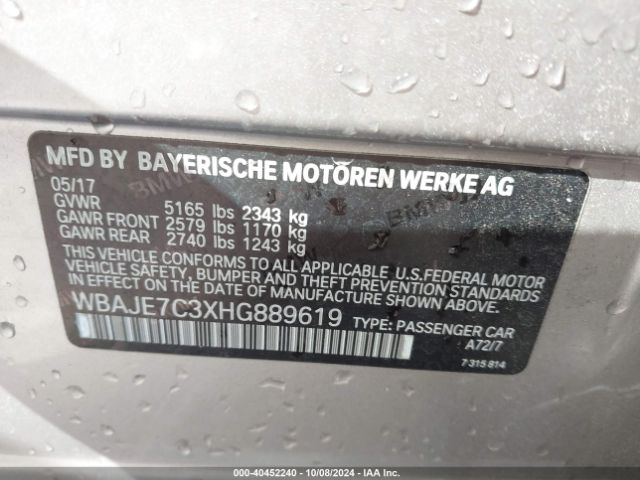 MFD BY BAYERISCHE MOTOREN WERKE AG
05/17
GVWR 5165 lbs 2343 kg
GAWR FRONT 2579 lbs 1170 kg
GAWR REAR 2740 lbs 1243 kg
THIS VEHICLE CONFORMS TO ALL APPLICABLE U.S.FEDERAL MOTOR
VEHICLE SAFETY, BUMPER AND THEFT PREVENTION STANDARDS
IN EFFECT ON THE DATE OF MANUFACTURE SHOWN ABOVE.
WBAJE7C3XHG889619 TYPE: PASSENGER CAR
A72/7
7 315 814
000-40452240 - 10/08/2024 - IAA Inc.